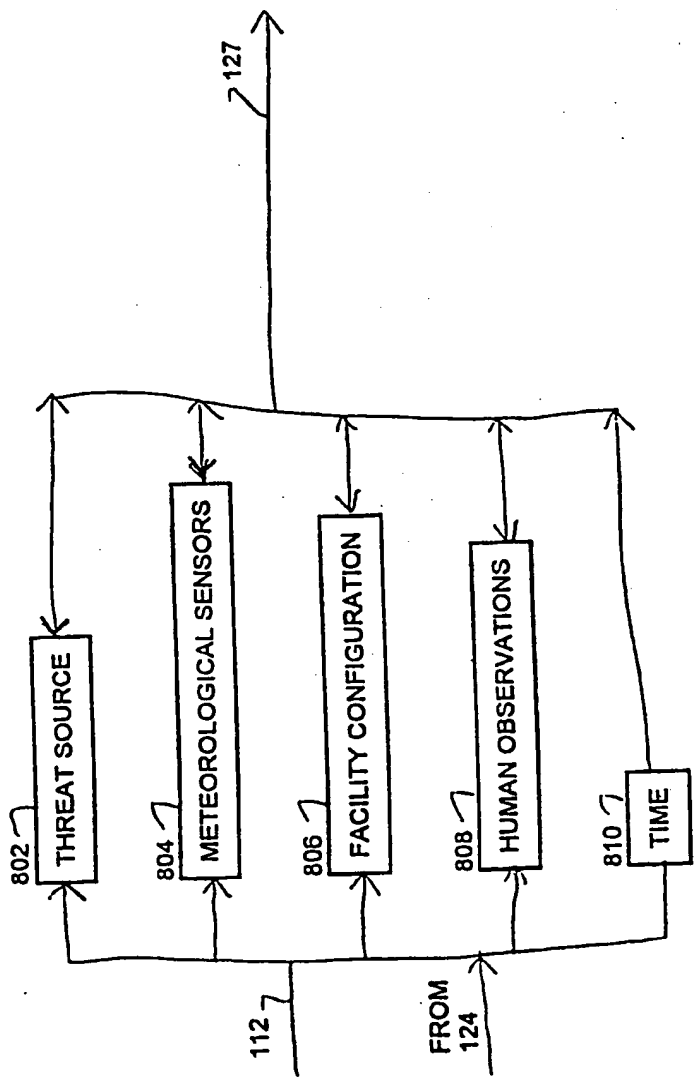 127
802
THREAT SOURCE
804
METEOROLOGICAL SENSORS
806
FACILITY CONFIGURATION
808
HUMAN OBSERVATIONS
810
TIME
112
FROM
124